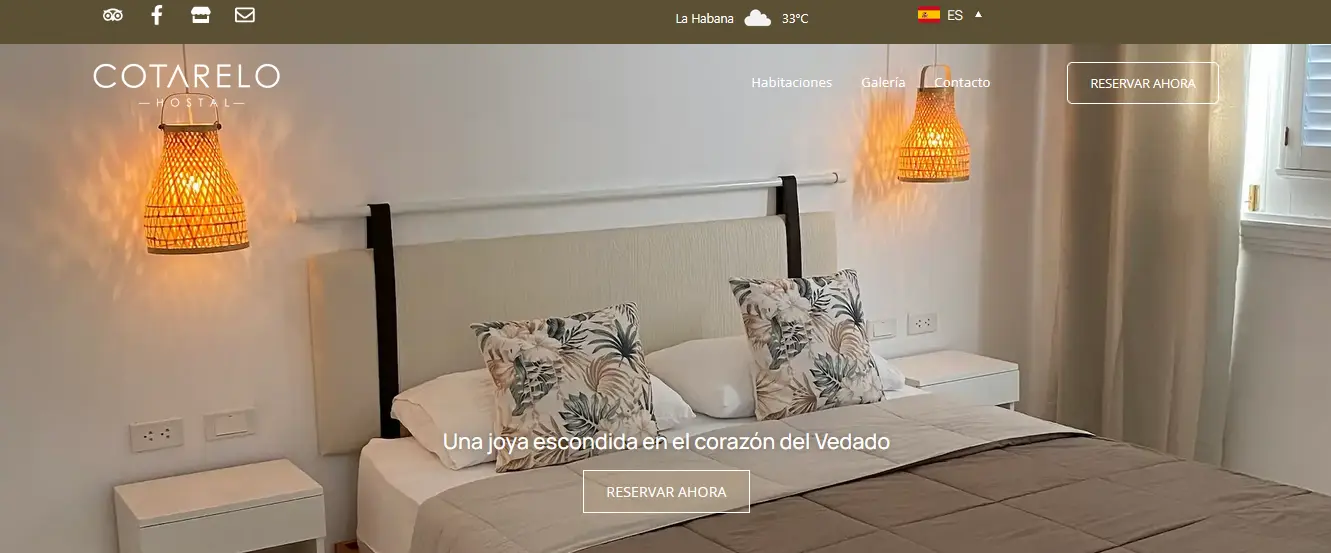 La Habana 33°C ES
COTARELO
HOSTAL
Habitaciones Galería Contacto RESERVAR AHORA
Una joya escondida en el corazón del Vedado
RESERVAR AHORA